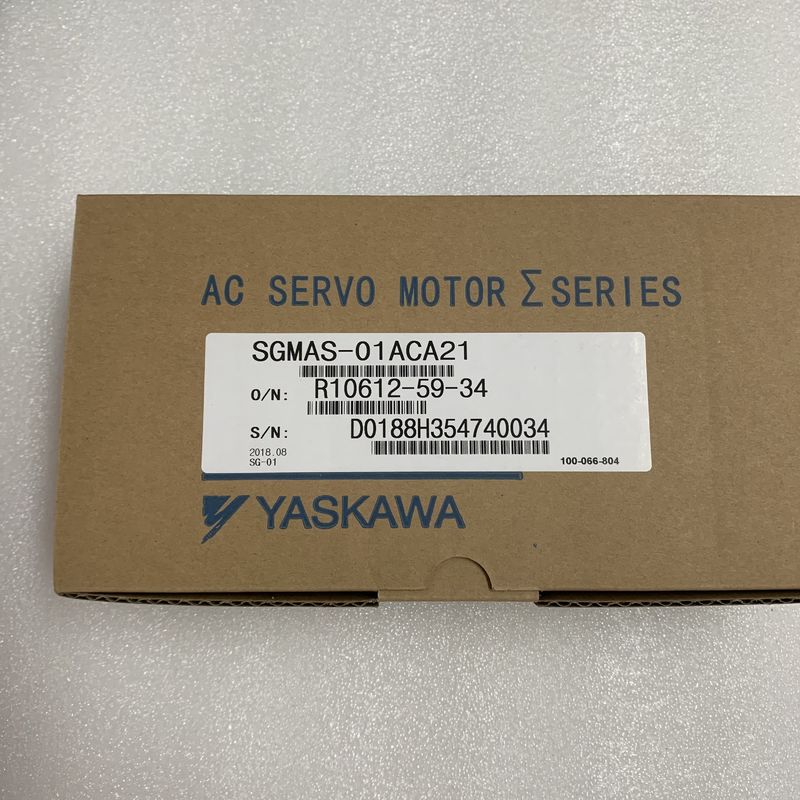 AC SERVO MOTOR Σ SERIES
SGMAS-01ACA21
O/N: R10612-59-34
S/N: D0188H354740034
2018.08
SG-01 100-066-804
YASKAWA